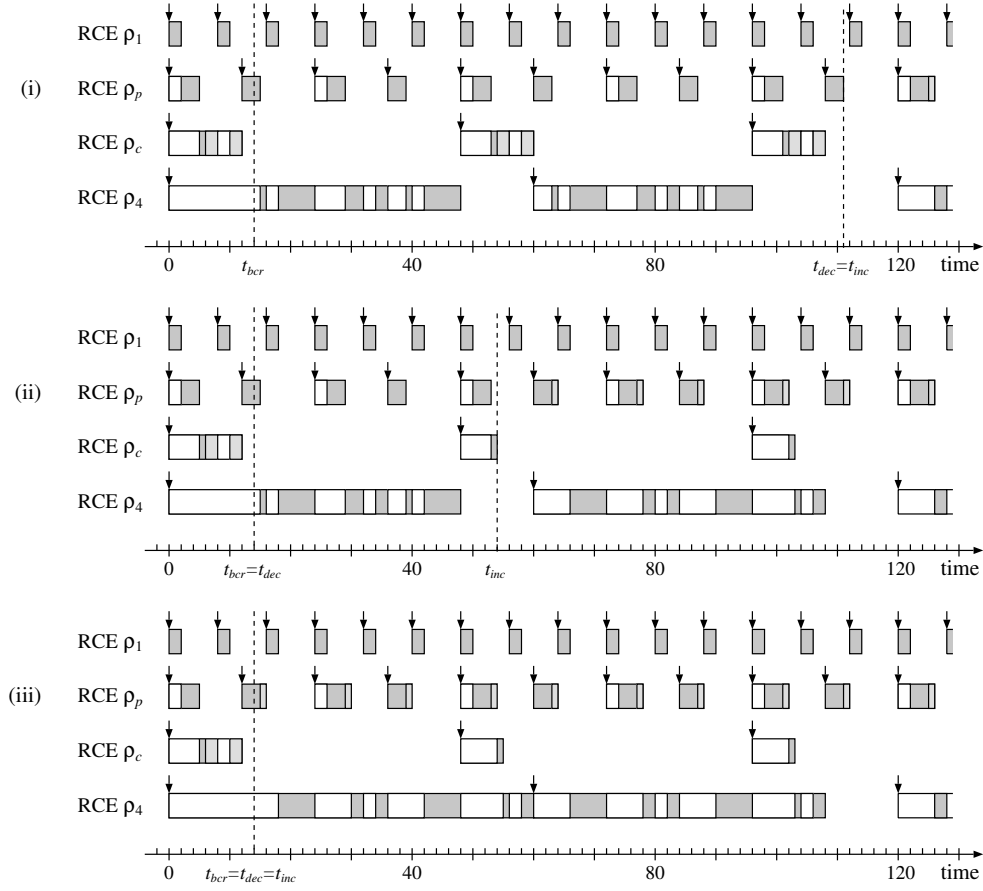 RCE ρ1
(i) RCE ρp
RCE ρc
RCE ρ4
0 tbcr 40 80 tdec=tinc 120 time
RCE ρ1
(ii) RCE ρp
RCE ρc
RCE ρ4
0 tbcr=tdec 40 tinc 80 120 time
RCE ρ1
(iii) RCE ρp
RCE ρc
RCE ρ4
0 40 80 120 time
tbcr=tdec=tinc